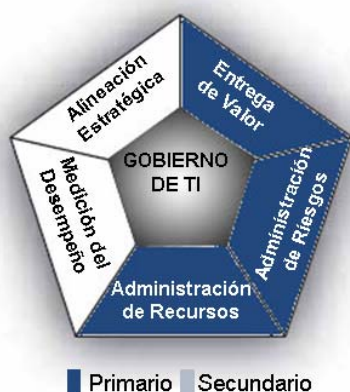 Alineación
Estratégica
Entrega
de Valor
GOBIERNO
DE TI
Medición del
Desempeño
Administración
de Riesgos
Administración
de Recursos
Primario Secundario